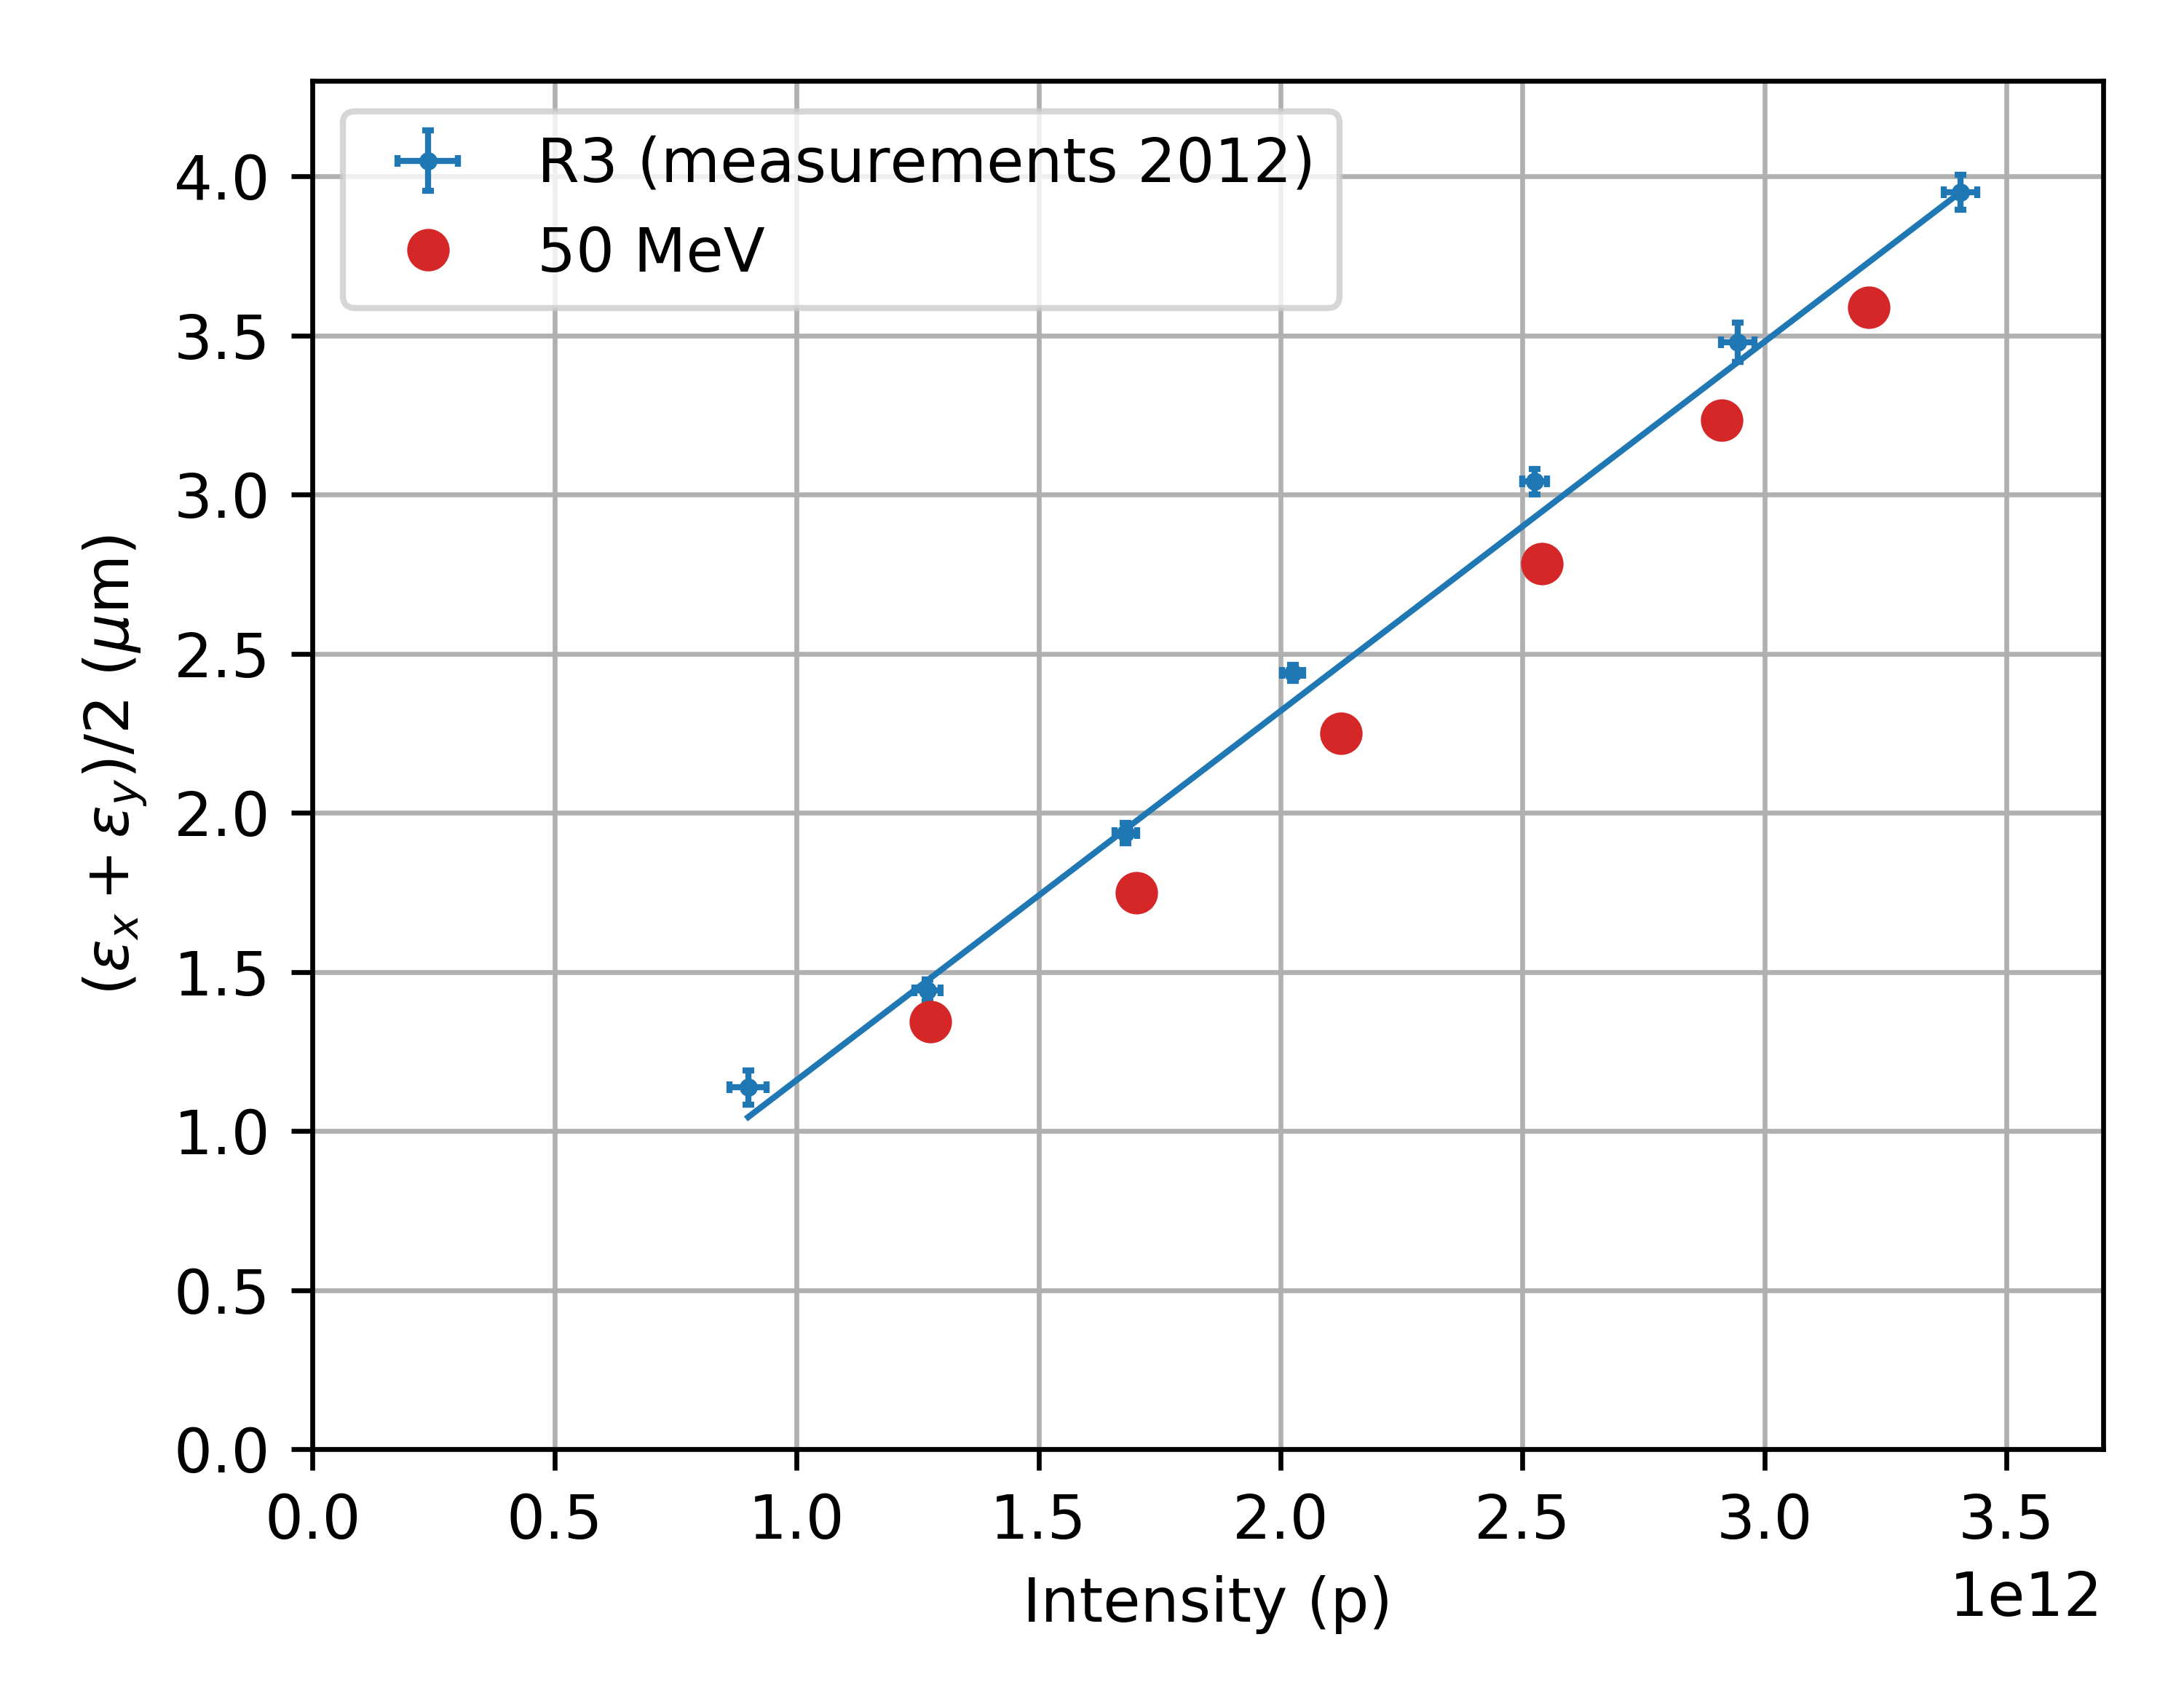 R3 (measurements 2012)
50 MeV
4.0
3.5
3.0
2.5
2.0
1.5
1.0
0.5
0.0
(εx + εy)/2 (μm)
0.0 0.5 1.0 1.5 2.0 2.5 3.0 3.5
1e12
Intensity (p)